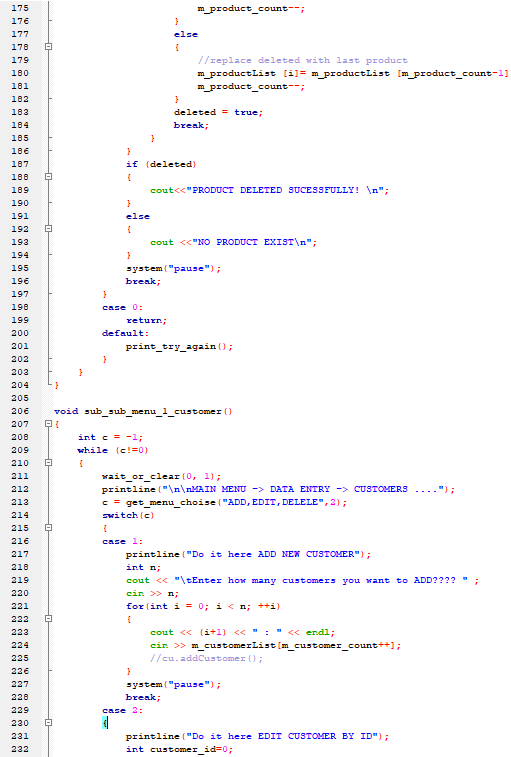 175 m_product_count--;
176 }
177 else
178 {
179 //replace deleted with last product
180 m_productList [i]= m_productList [m_product_count-1]
181 m_product_count--;
182 }
183 deleted = true;
184 break;
185 }
186 }
187 if (deleted)
188 {
189 cout<<"PRODUCT DELETED SUCESSFULLY! \n";
190 }
191 else
192 {
193 cout <<"NO PRODUCT EXIST\n";
194 }
195 system("pause");
196 break;
197 }
198 case 0:
199 return;
200 default:
201 print_try_again();
202 }
203 }
204 }
205
206 void sub_sub_menu_1_customer()
207 {
208 int c = -1;
209 while (c!=0)
210 {
211 wait_or_clear(0, 1);
212 printline("\n\nMAIN MENU -> DATA ENTRY -> CUSTOMERS ....");
213 c = get_menu_choise("ADD,EDIT,DELELE",2);
214 switch(c)
215 {
216 case 1:
217 printline("Do it here ADD NEW CUSTOMER");
218 int n;
219 cout << "\tEnter how many customers you want to ADD???? " ;
220 cin >> n;
221 for(int i = 0; i < n; ++i)
222 {
223 cout << (i+1) << " : " << endl;
224 cin >> m_customerList[m_customer_count++];
225 //cu.addCustomer();
226 }
227 system("pause");
228 break;
229 case 2:
230 {
231 printline("Do it here EDIT CUSTOMER BY ID");
232 int customer_id=0;